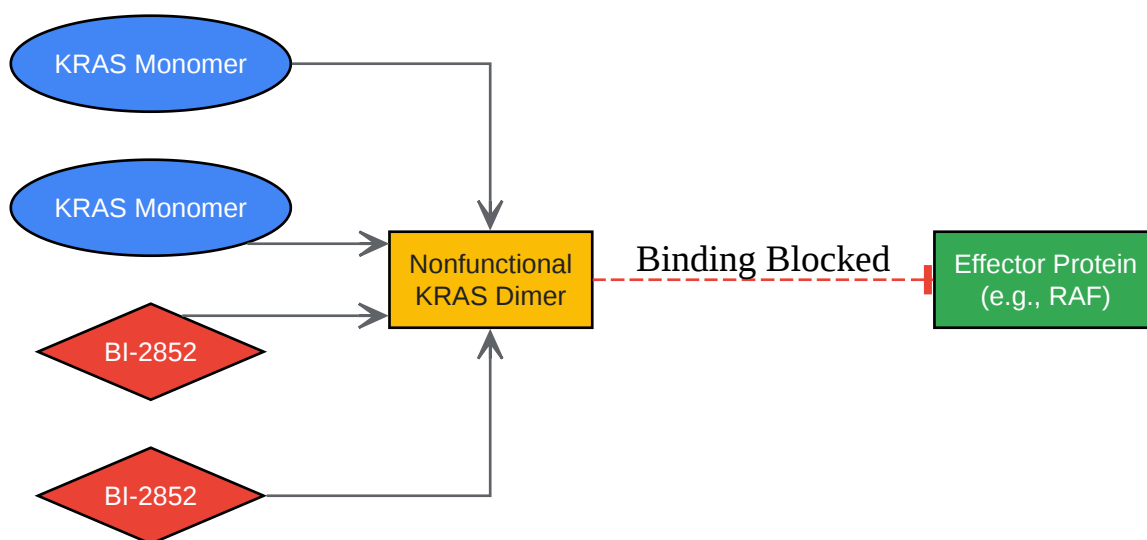 KRAS Monomer
KRAS Monomer
Nonfunctional
KRAS Dimer
Binding Blocked
Effector Protein
(e.g., RAF)
BI-2852
BI-2852